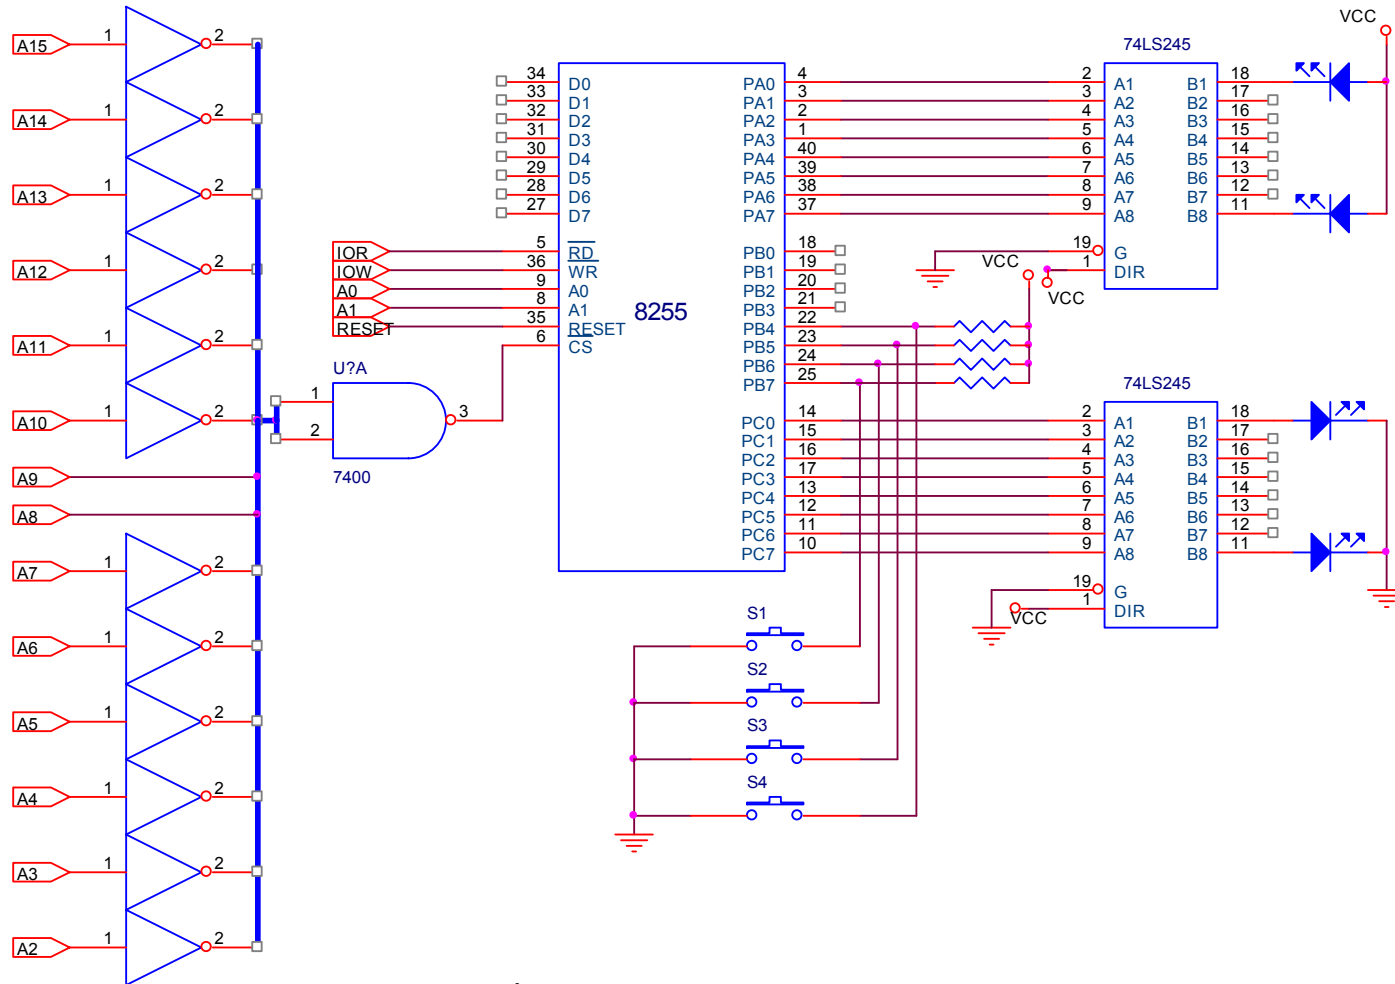 A15 1 2
A14 1 2
A13 1 2
A12 1 2
A11 1 2
A10 1 2
A9
A8
A7 1 2
A6 1 2
A5 1 2
A4 1 2
A3 1 2
A2 1 2
U?A
1
2
3
7400
IOR
IOW
A0
A1
RESET
8255
34 D0
33 D1
32 D2
31 D3
30 D4
29 D5
28 D6
27 D7
5 RD
36 WR
9 A0
8 A1
35 RESET
6 CS
PA0 4
PA1 3
PA2 2
PA3 1
PA4 40
PA5 39
PA6 38
PA7 37
PB0 18
PB1 19
PB2 20
PB3 21
PB4 22
PB5 23
PB6 24
PB7 25
PC0 14
PC1 15
PC2 16
PC3 17
PC4 13
PC5 12
PC6 11
PC7 10
VCC
VCC
S1
S2
S3
S4
VCC
74LS245
2 A1 B1 18
3 A2 B2 17
4 A3 B3 16
5 A4 B4 15
6 A5 B5 14
7 A6 B6 13
8 A7 B7 12
9 A8 B8 11
19 G
1 DIR
74LS245
2 A1 B1 18
3 A2 B2 17
4 A3 B3 16
5 A4 B4 15
6 A5 B5 14
7 A6 B6 13
8 A7 B7 12
9 A8 B8 11
19 G
1 DIR
VCC